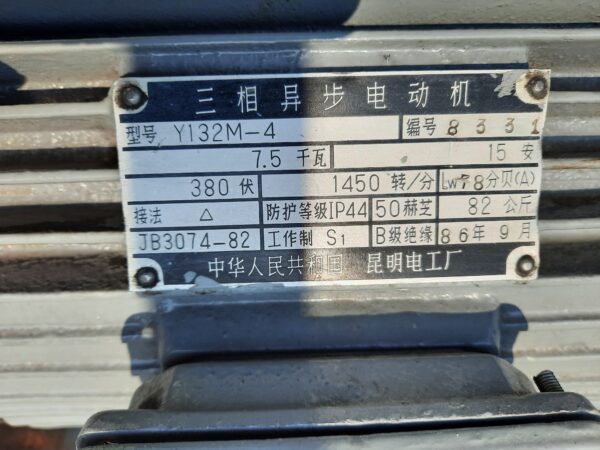 三相异步电动机
型号 Y132M-4 编号 8331
7.5 千瓦 15 安
380 伏 1450 转/分 Lw 78 分贝(A)
接法 △ 防护等级IP44 50赫芝 82 公斤
JB3074-82 工作制 S1 B级绝缘 86年9月
中华人民共和国 昆明电工厂